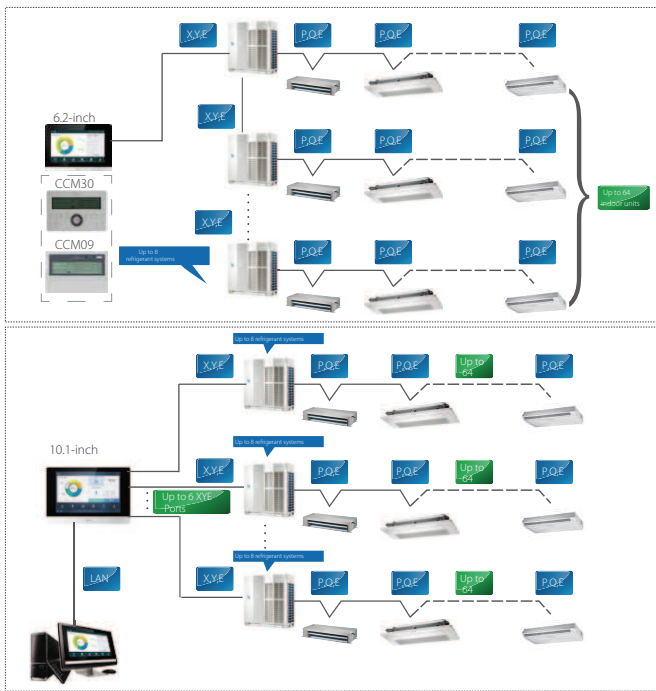 X,Y,E
P,Q,E
P,Q,E
P,Q,E
6.2-inch
X,Y,E
P,Q,E
P,Q,E
P,Q,E
CCM30
Up to 64
indoor units
X,Y,E
CCM09
P,Q,E
P,Q,E
P,Q,E
Up to 8
refrigerant systems
Up to 8 refrigerant systems
X,Y,E
P,Q,E
P,Q,E
Up to
64
P,Q,E
10.1-inch
Up to 8 refrigerant systems
X,Y,E
P,Q,E
P,Q,E
Up to
64
P,Q,E
Up to 6 XYE
Ports
Up to 8 refrigerant systems
LAN
X,Y,E
P,Q,E
P,Q,E
Up to
64
P,Q,E